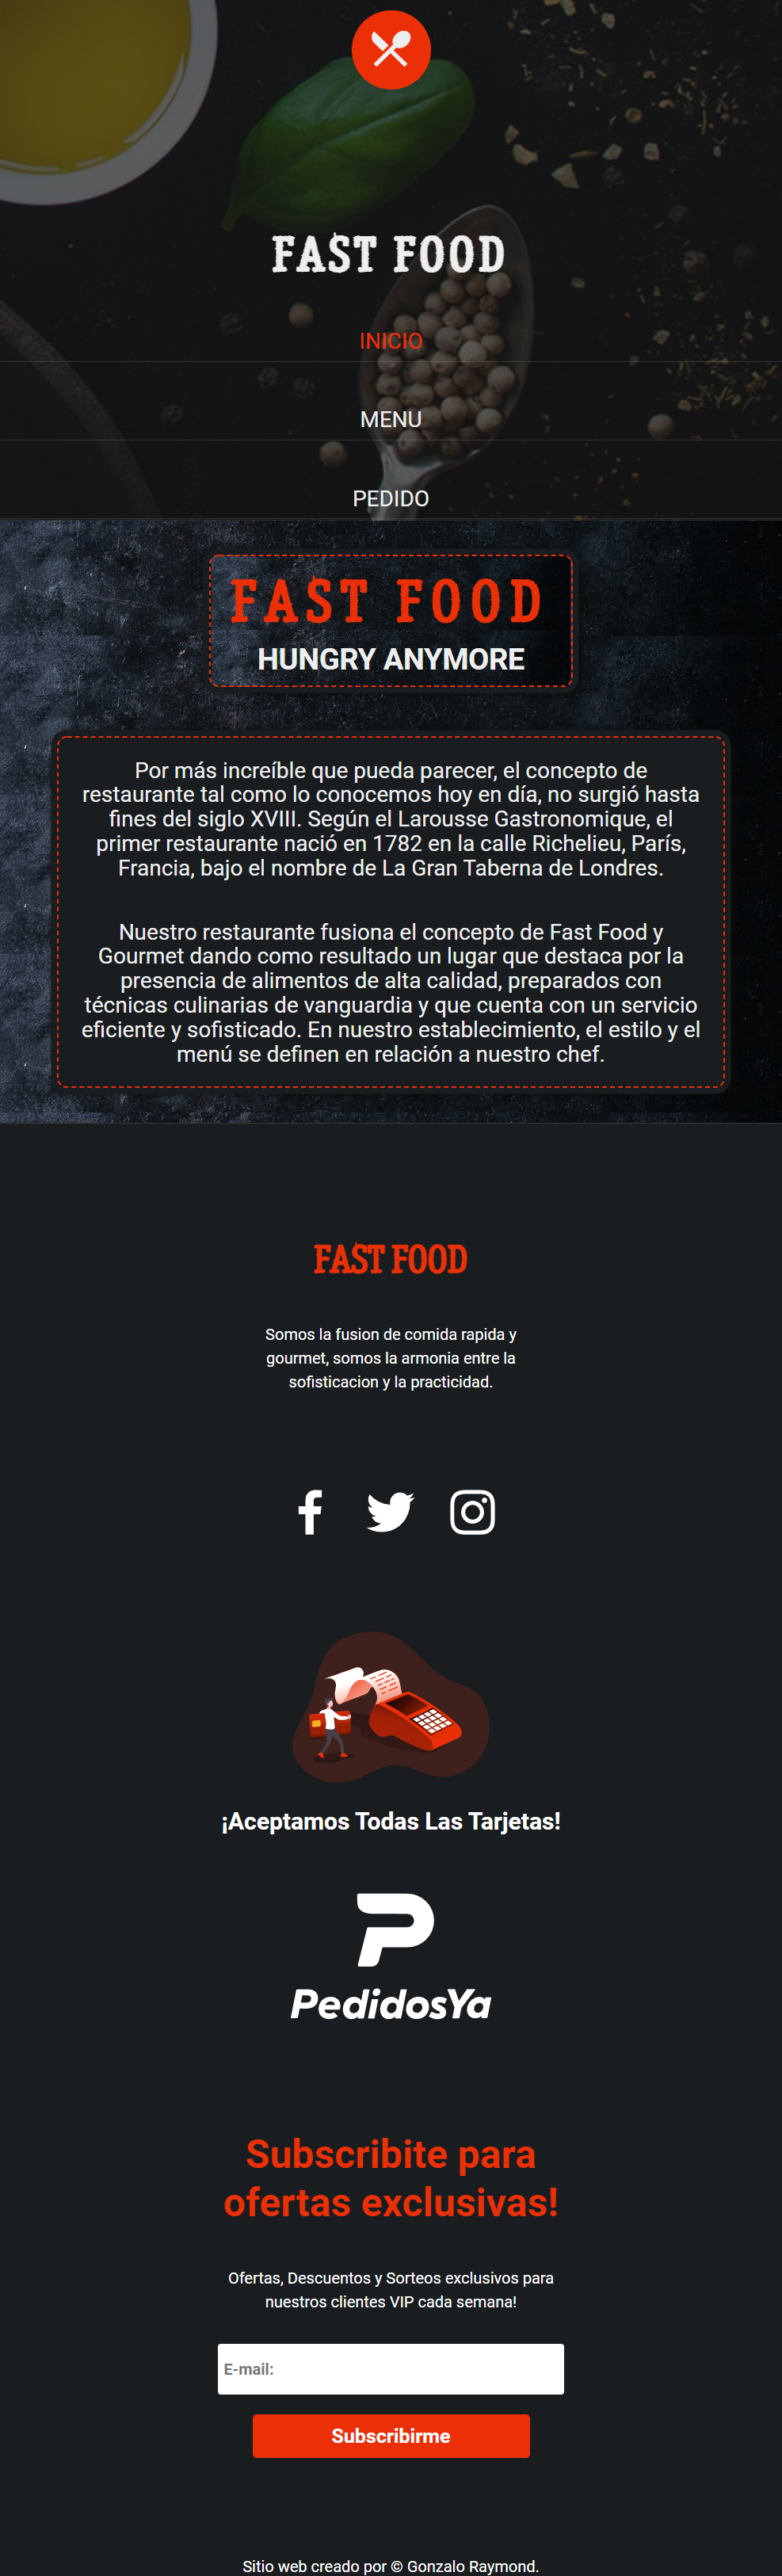 FAST FOOD
INICIO
MENU
PEDIDO
FAST FOOD
HUNGRY ANYMORE
Por más increíble que pueda parecer, el concepto de
restaurante tal como lo conocemos hoy en día, no surgió hasta
fines del siglo XVIII. Según el Larousse Gastronomique, el
primer restaurante nació en 1782 en la calle Richelieu, París,
Francia, bajo el nombre de La Gran Taberna de Londres.
Nuestro restaurante fusiona el concepto de Fast Food y
Gourmet dando como resultado un lugar que destaca por la
presencia de alimentos de alta calidad, preparados con
técnicas culinarias de vanguardia y que cuenta con un servicio
eficiente y sofisticado. En nuestro establecimiento, el estilo y el
menú se definen en relación a nuestro chef.
FAST FOOD
Somos la fusion de comida rapida y
gourmet, somos la armonia entre la
sofisticacion y la practicidad.
¡Aceptamos Todas Las Tarjetas!
PedidosYa
Subscribite para
ofertas exclusivas!
Ofertas, Descuentos y Sorteos exclusivos para
nuestros clientes VIP cada semana!
E-mail:
Subscribirme
Sitio web creado por © Gonzalo Raymond.